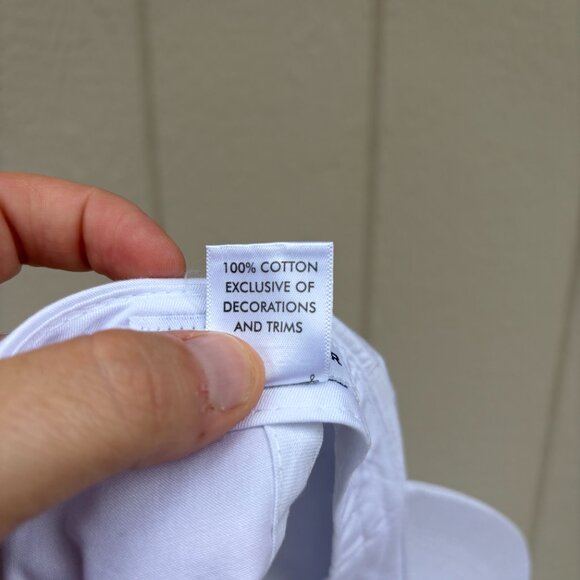 100% COTTON
EXCLUSIVE OF
DECORATIONS
AND TRIMS
R